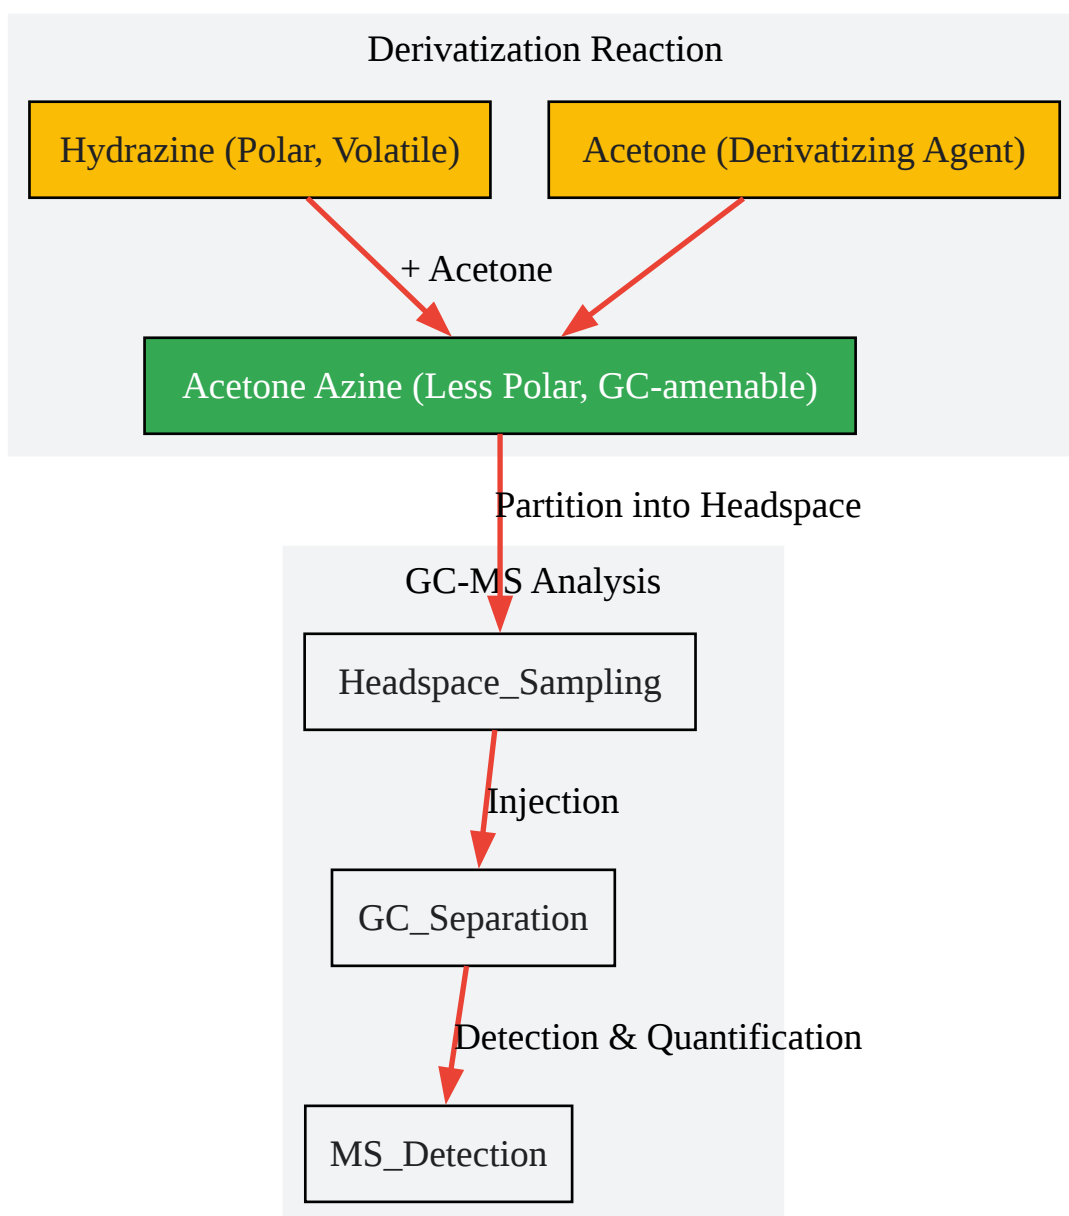 Derivatization Reaction
Hydrazine (Polar, Volatile)
Acetone (Derivatizing Agent)
+ Acetone
Acetone Azine (Less Polar, GC-amenable)
Partition into Headspace
GC-MS Analysis
Headspace_Sampling
Injection
GC_Separation
Detection & Quantification
MS_Detection